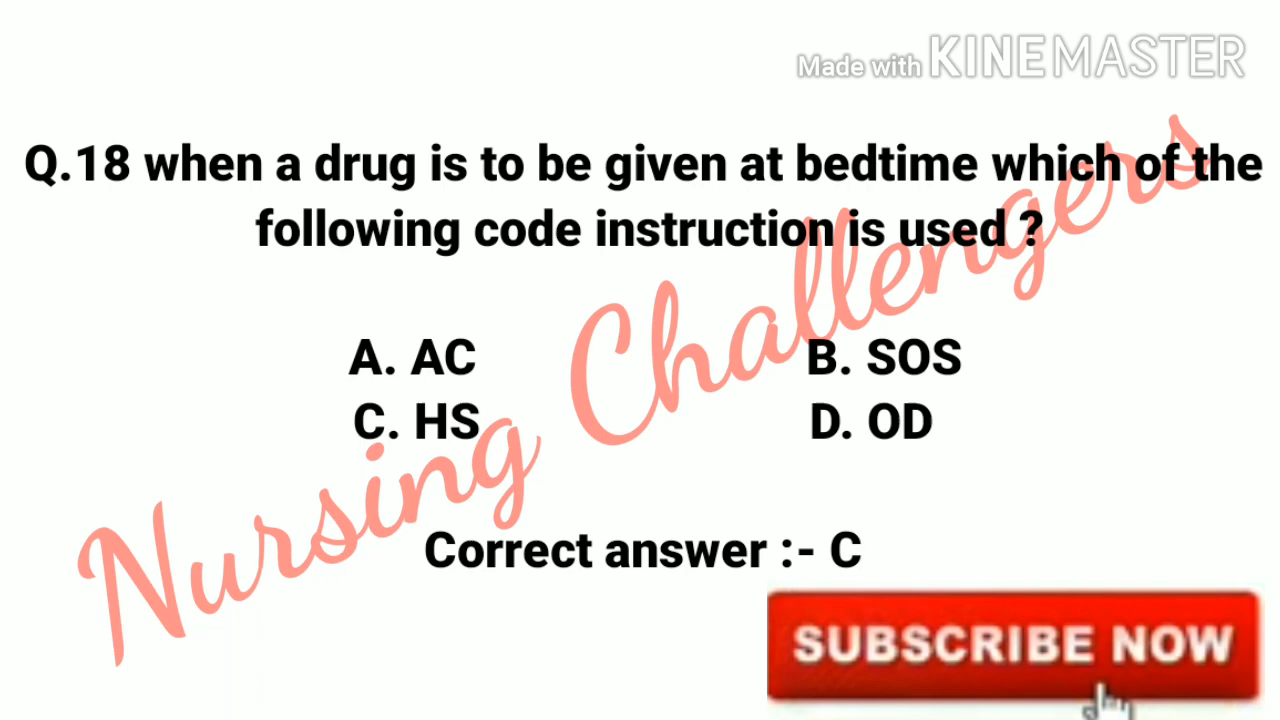 Made with KINEMASTER
Q.18 when a drug is to be given at bedtime which of the
following code instruction is used ?
A. AC B. SOS
C. HS D. OD
Nursing Challengers
Correct answer :- C
SUBSCRIBE NOW